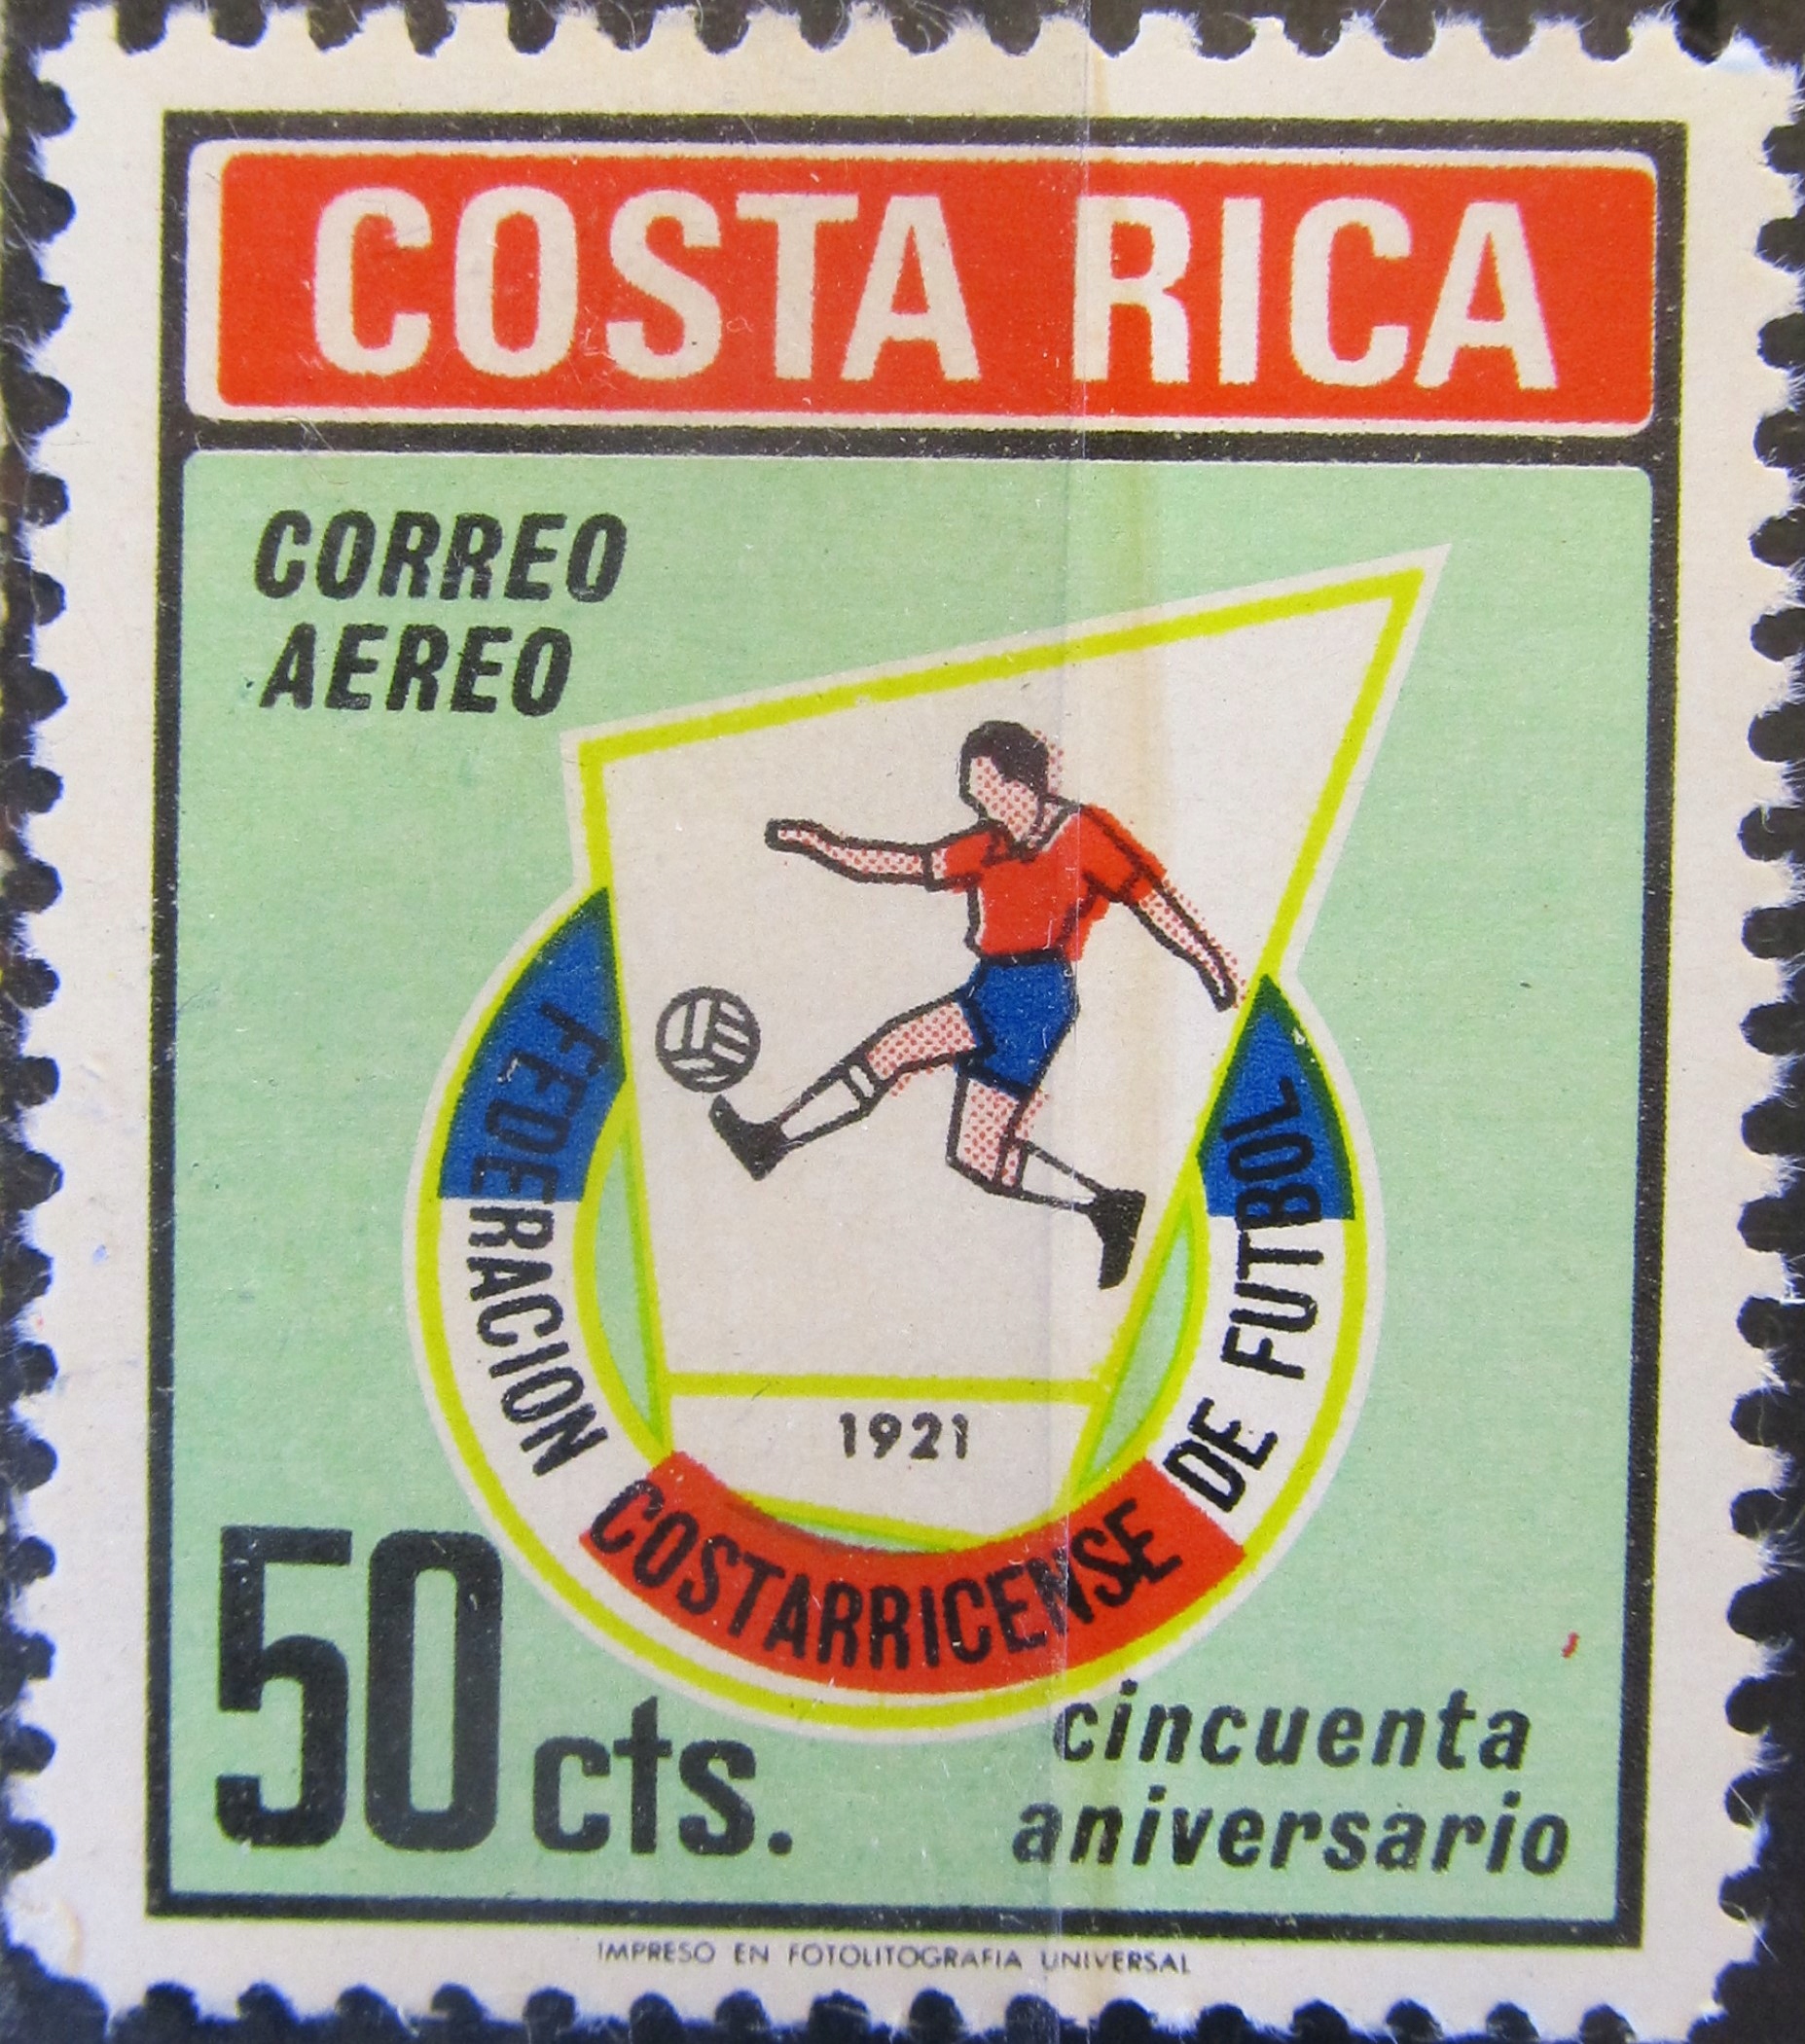 COSTA RICA
CORREO
AEREO
FEDERACION COSTARRICENSE DE FUTBOL
1921
50 cts.
cincuenta
aniversario
IMPRESO EN FOTOLITOGRAFIA UNIVERSAL